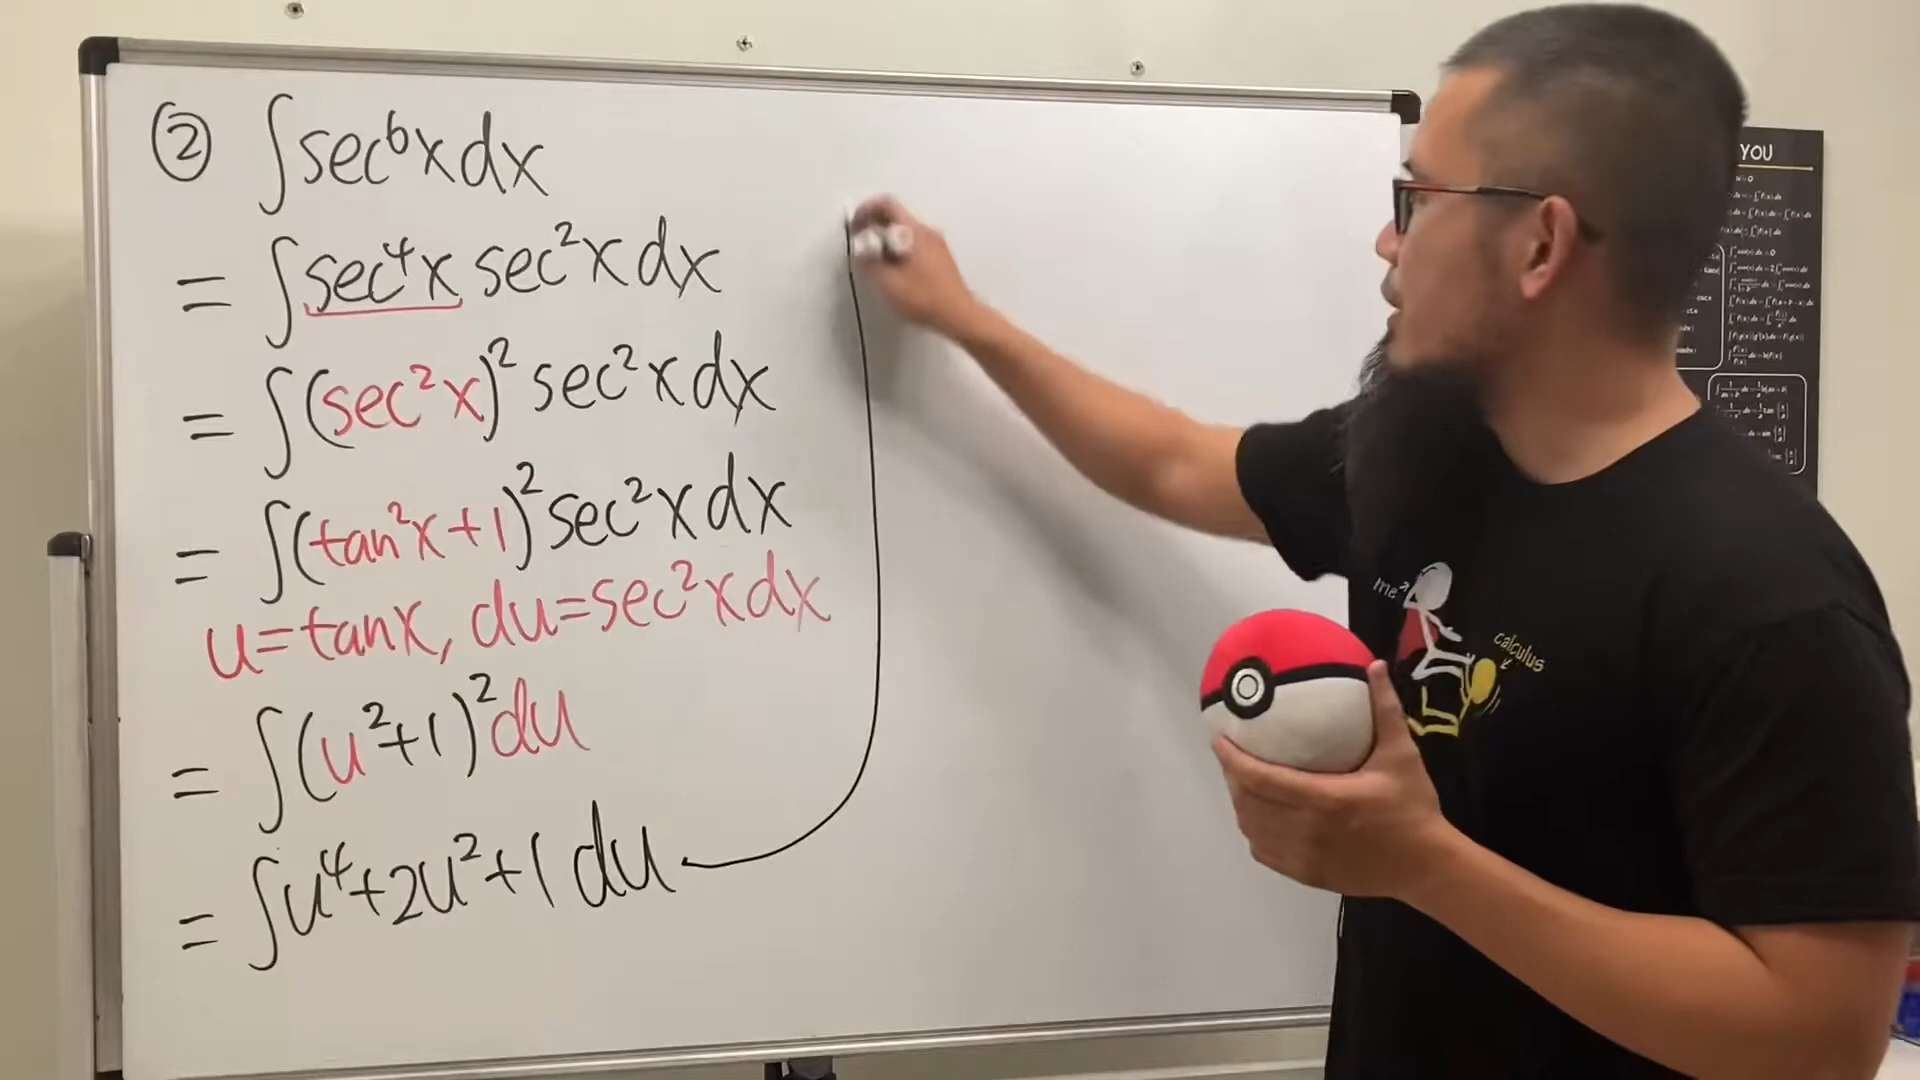 ② ∫sec⁶x dx
= ∫sec⁴x sec²x dx
= ∫(sec²x)² sec²x dx
= ∫(tan²x+1)² sec²x dx
u=tanx, du=sec²x dx
= ∫(u²+1)² du
= ∫u⁴+2u²+1 du
me
calculus
YOU